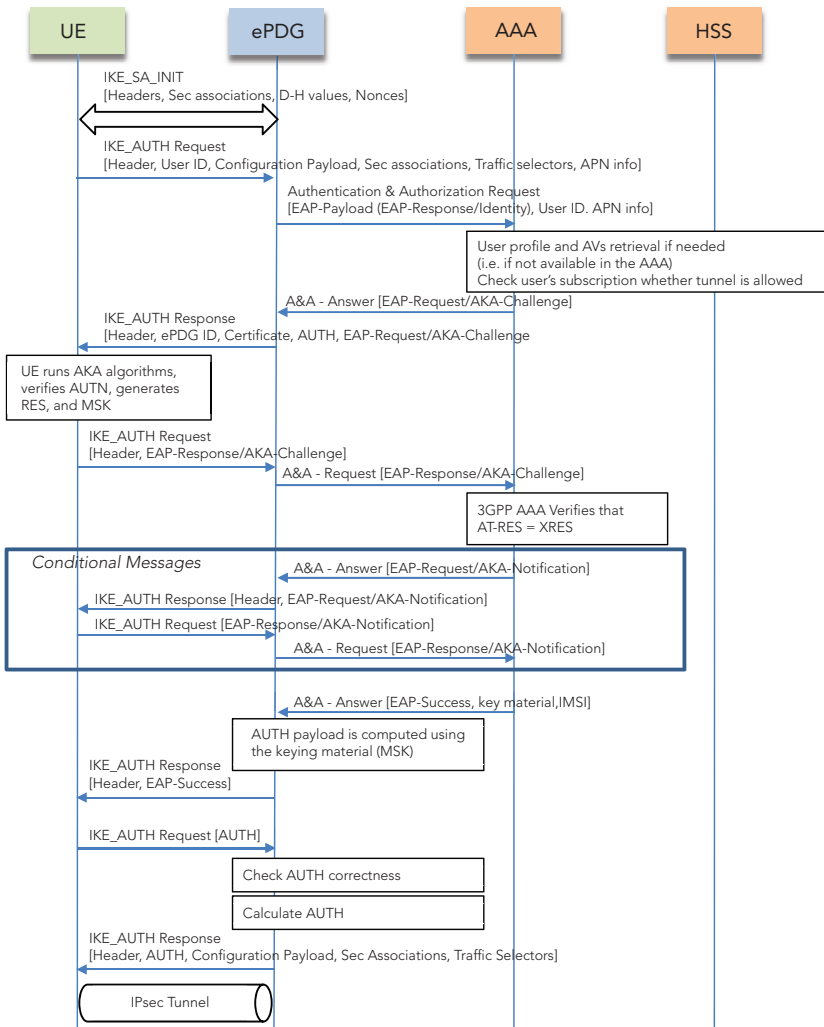 UE
ePDG
AAA
HSS
IKE_SA_INIT
[Headers, Sec associations, D-H values, Nonces]
IKE_AUTH Request
[Header, User ID, Configuration Payload, Sec associations, Traffic selectors, APN info]
Authentication & Authorization Request
[EAP-Payload (EAP-Response/Identity), User ID. APN info]
User profile and AVs retrieval if needed
(i.e. if not available in the AAA)
Check user's subscription whether tunnel is allowed
A&A - Answer [EAP-Request/AKA-Challenge]
IKE_AUTH Response
[Header, ePDG ID, Certificate, AUTH, EAP-Request/AKA-Challenge
UE runs AKA algorithms,
verifies AUTN, generates
RES, and MSK
IKE_AUTH Request
[Header, EAP-Response/AKA-Challenge]
A&A - Request [EAP-Response/AKA-Challenge]
3GPP AAA Verifies that
AT-RES = XRES
Conditional Messages
A&A - Answer [EAP-Request/AKA-Notification]
IKE_AUTH Response [Header, EAP-Request/AKA-Notification]
IKE_AUTH Request [EAP-Response/AKA-Notification]
A&A - Request [EAP-Response/AKA-Notification]
A&A - Answer [EAP-Success, key material,IMSI]
AUTH payload is computed using
the keying material (MSK)
IKE_AUTH Response
[Header, EAP-Success]
IKE_AUTH Request [AUTH]
Check AUTH correctness
Calculate AUTH
IKE_AUTH Response
[Header, AUTH, Configuration Payload, Sec Associations, Traffic Selectors]
IPsec Tunnel